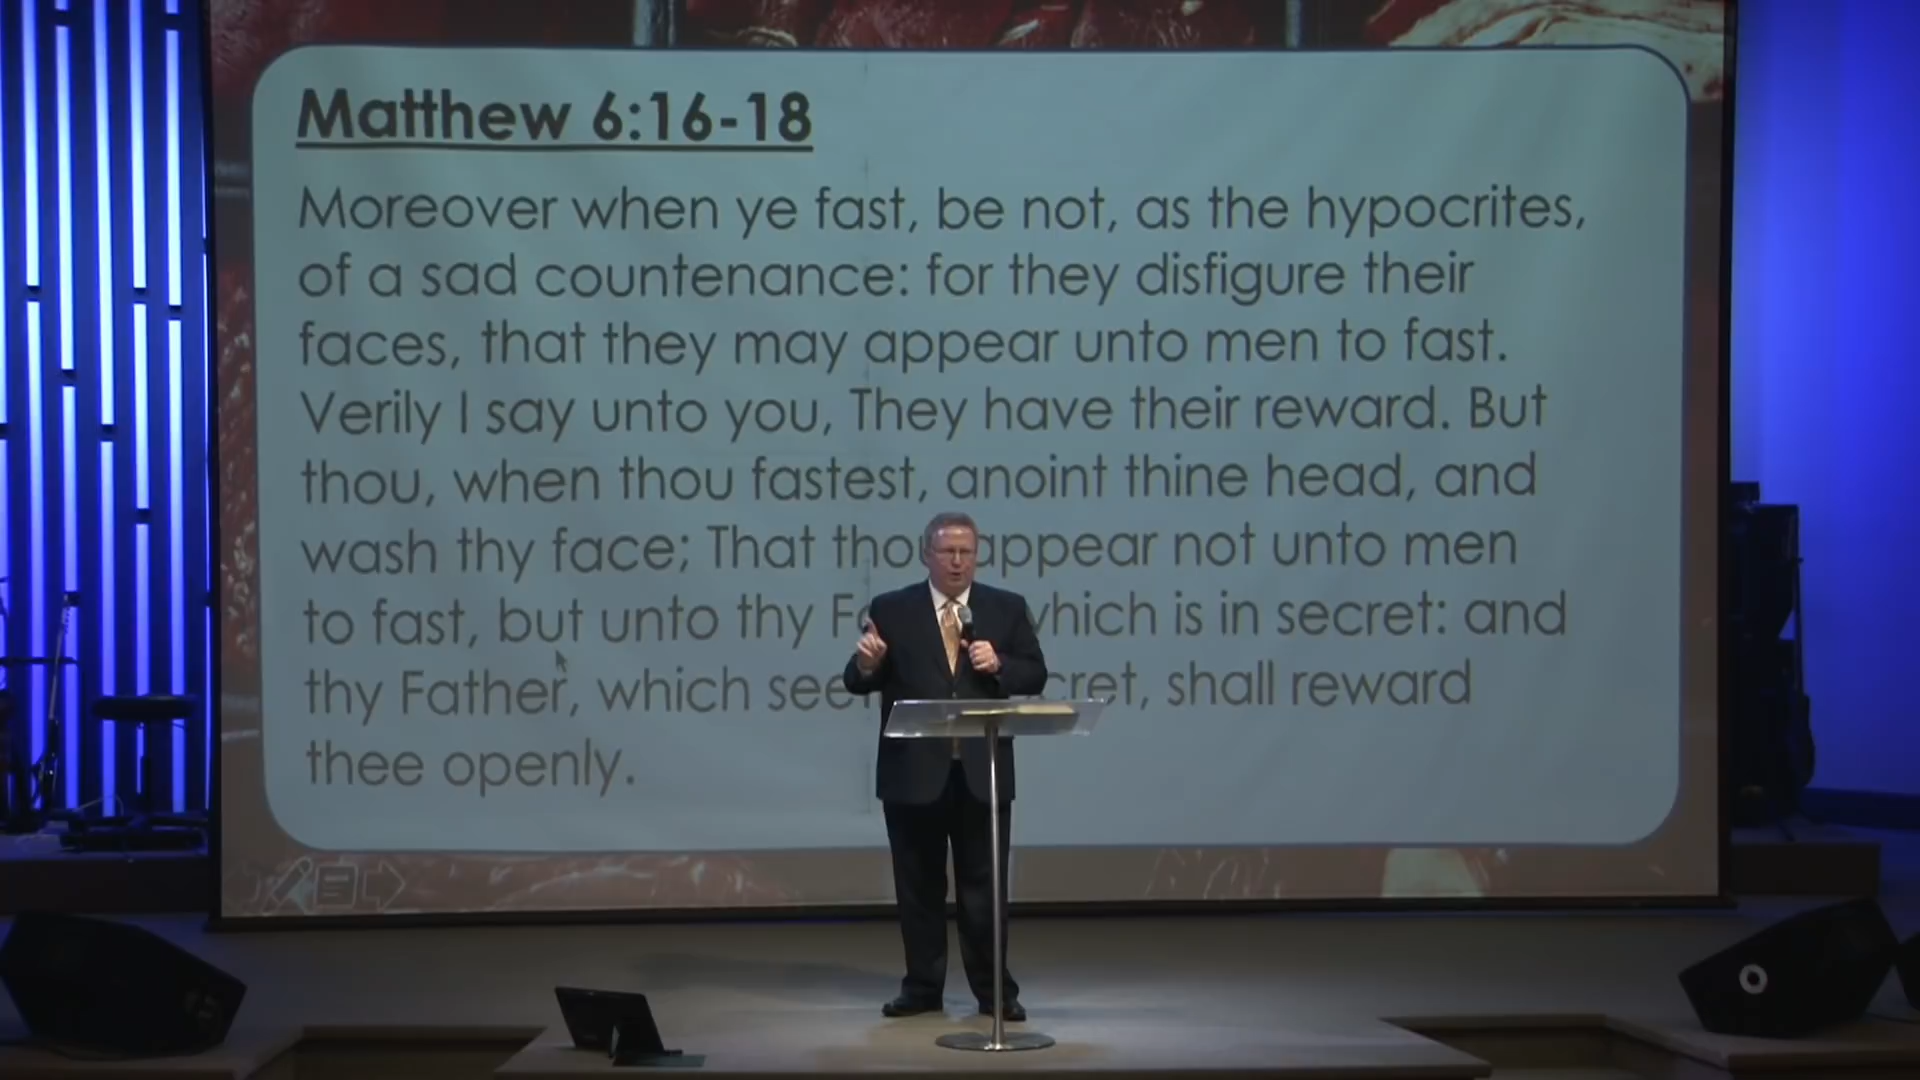 Matthew 6:16-18
Moreover when ye fast, be not, as the hypocrites,
of a sad countenance: for they disfigure their
faces, that they may appear unto men to fast.
Verily I say unto you, They have their reward. But
thou, when thou fastest, anoint thine head, and
wash thy face; That thou appear not unto men
to fast, but unto thy which is in secret: and
thy Father, which shall reward
thee openly.